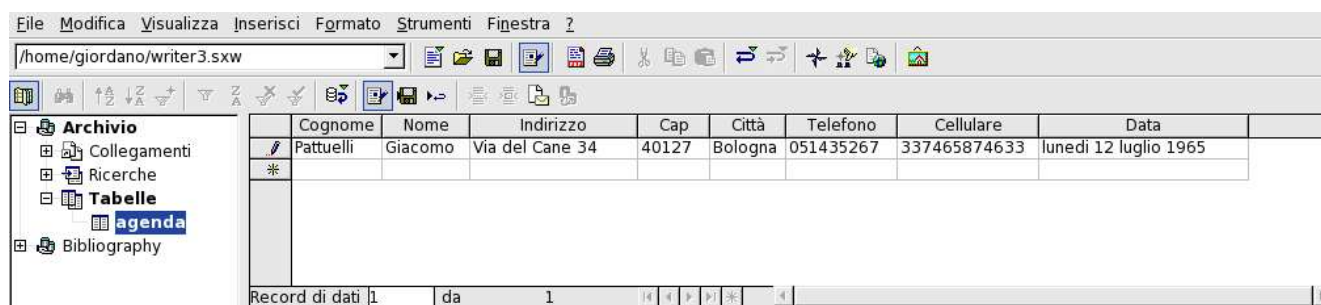 File Modifica Visualizza Inserisci Formato Strumenti Finestra ?
/home/giordano/writer3.sxw
Archivio
Collegamenti
Ricerche
Tabelle
agenda
Bibliography
Cognome Nome Indirizzo Cap Città Telefono Cellulare Data
Pattuelli Giacomo Via del Cane 34 40127 Bologna 051435267 337465874633 lunedi 12 luglio 1965
Record di dati 1 da 1